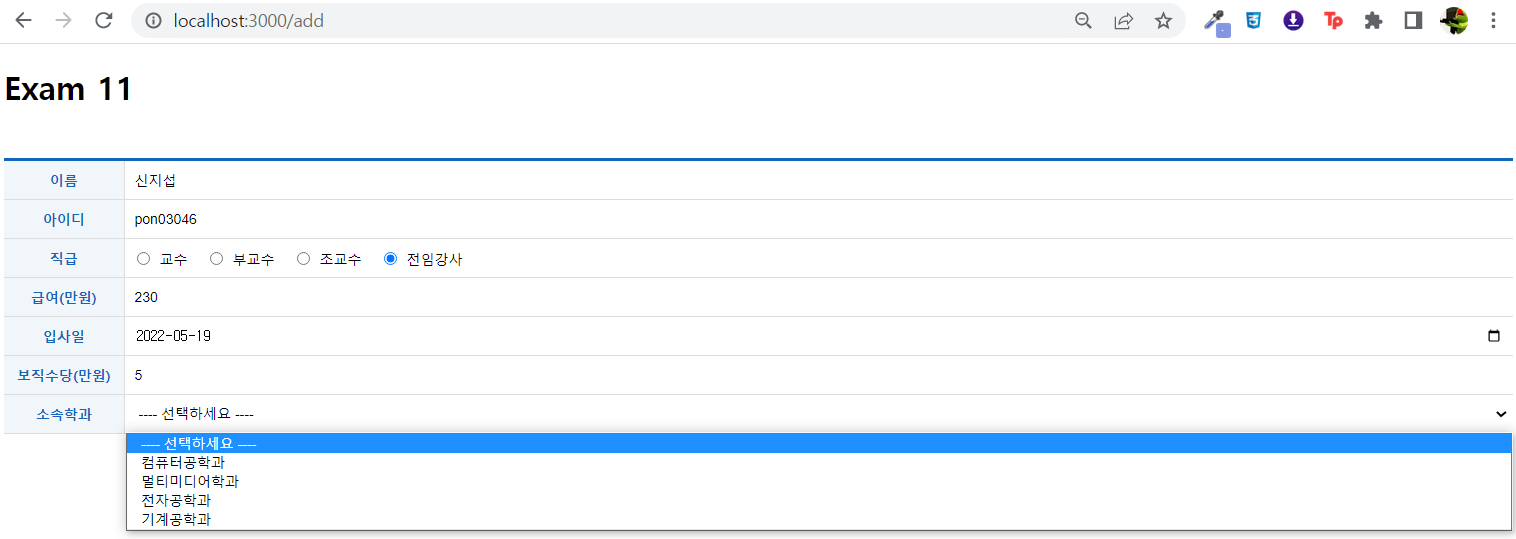 localhost:3000/add
Exam 11
이름 신지섭
아이디 pon03046
직급 교수 부교수 조교수 전임강사
급여(만원) 230
입사일 2022-05-19
보직수당(만원) 5
소속학과 ---- 선택하세요 ----
---- 선택하세요 ----
컴퓨터공학과
멀티미디어학과
전자공학과
기계공학과